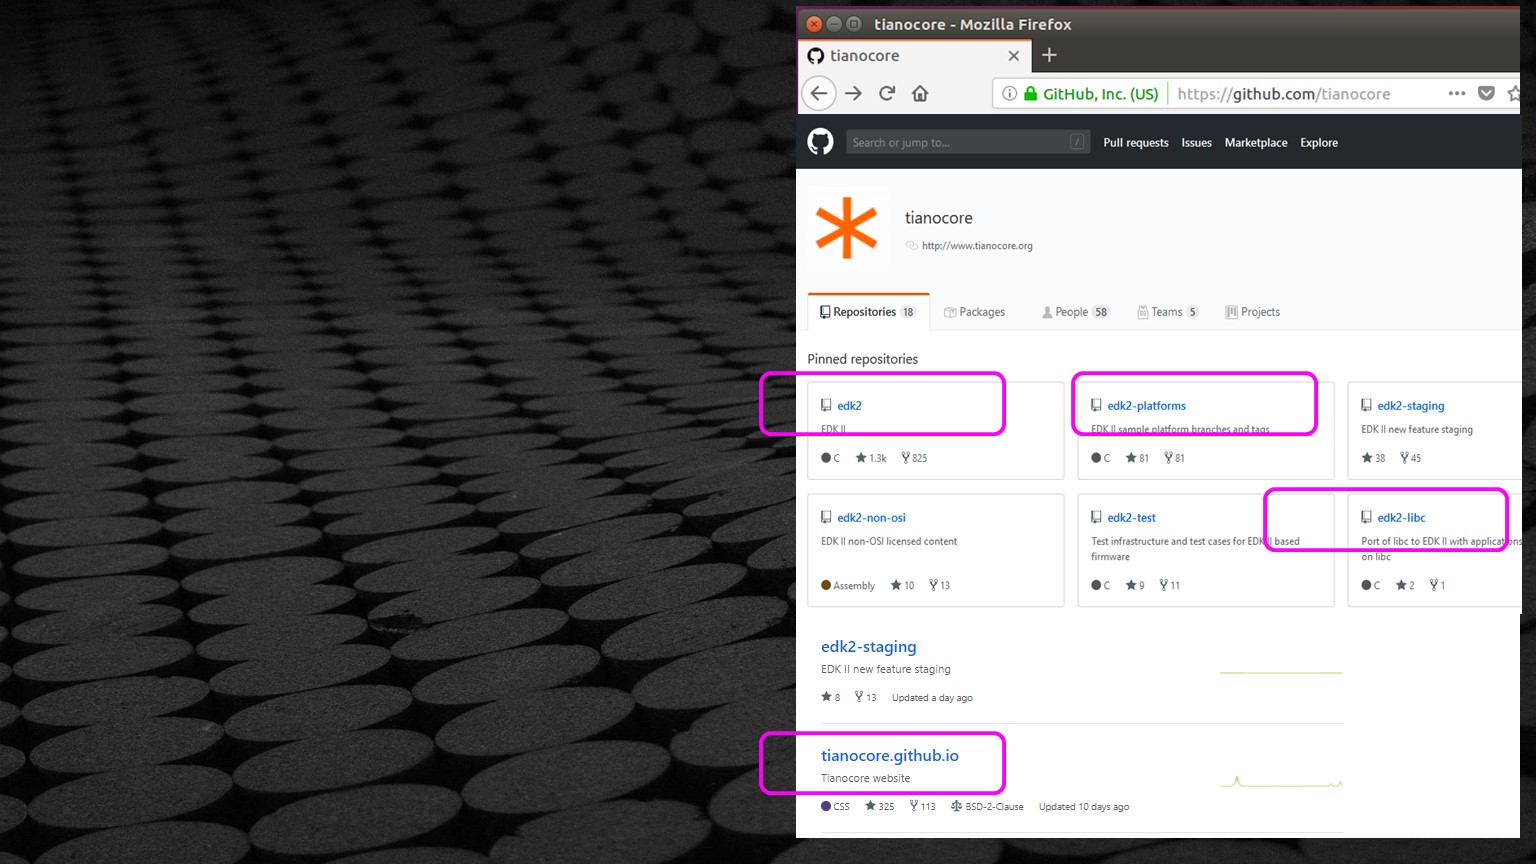 tianocore - Mozilla Firefox
tianocore
GitHub, Inc. (US) https://github.com/tianocore
Search or jump to... / Pull requests Issues Marketplace Explore
tianocore
http://www.tianocore.org
Repositories 18 Packages People 58 Teams 5 Projects
Pinned repositories
edk2
EDK II
C 1.3k 825
edk2-platforms
EDK II sample platform branches and tags
C 81 81
edk2-staging
EDK II new feature staging
38 45
edk2-non-osi
EDK II non-OSI licensed content
Assembly 10 13
edk2-test
Test infrastructure and test cases for EDK II based
firmware
C 9 11
edk2-libc
Port of libc to EDK II with applications
on libc
C 2 1
edk2-staging
EDK II new feature staging
8 13 Updated a day ago
tianocore.github.io
Tianocore website
CSS 325 113 BSD-2-Clause Updated 10 days ago